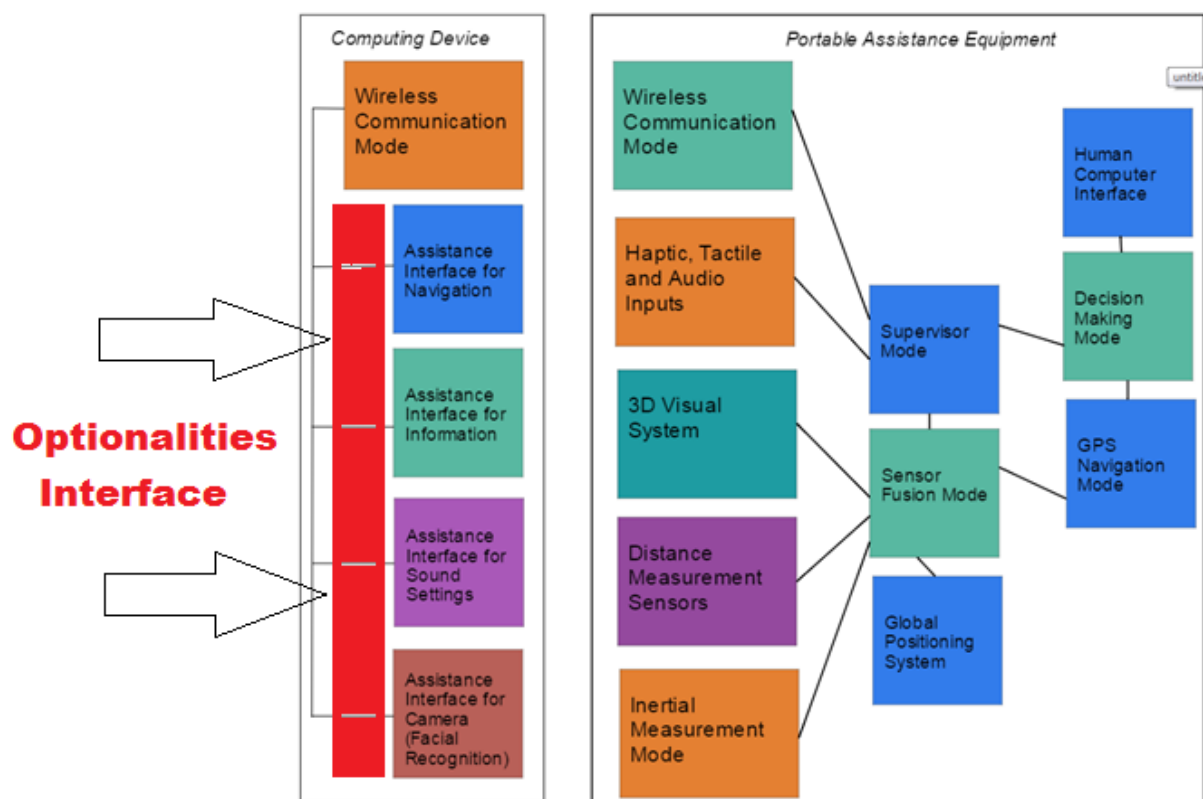 Computing Device
Wireless
Communication
Mode
Assistance
Interface for
Navigation
Assistance
Interface for
Information
Assistance
Interface for
Sound
Settings
Assistance
Interface for
Camera
(Facial
Recognition)
Optionalities
Interface
Portable Assistance Equipment
Wireless
Communication
Mode
Haptic, Tactile
and Audio
Inputs
3D Visual
System
Distance
Measurement
Sensors
Inertial
Measurement
Mode
Supervisor
Mode
Sensor
Fusion Mode
Global
Positioning
System
Human
Computer
Interface
Decision
Making
Mode
GPS
Navigation
Mode